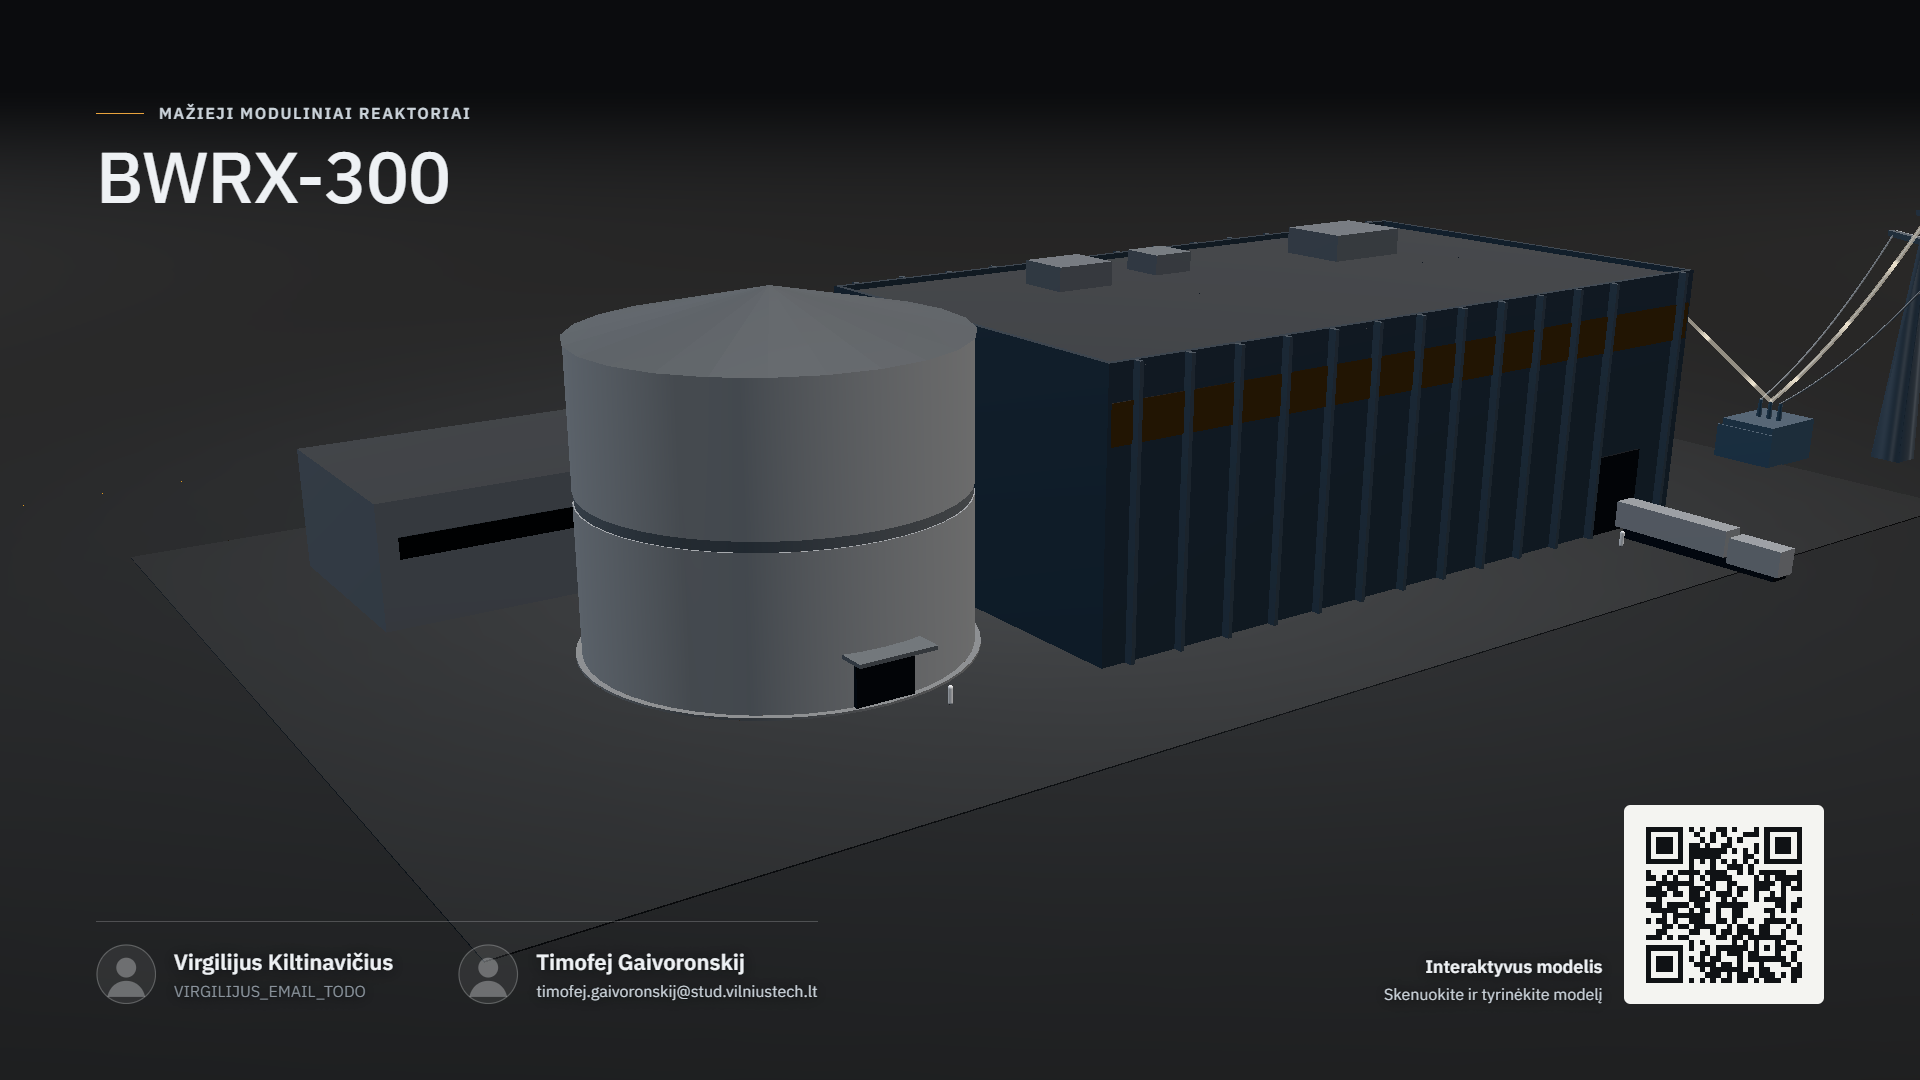 MAŽIEJI MODULINIAI REAKTORIAI
BWRX-300
Virgilijus Kiltinavičius
VIRGILIJUS_EMAIL_TODO
Timofej Gaivoronskij
timofej.gaivoronskij@stud.vilniustech.lt
Interaktyvus modelis
Skenuokite ir tyrinėkite modelį